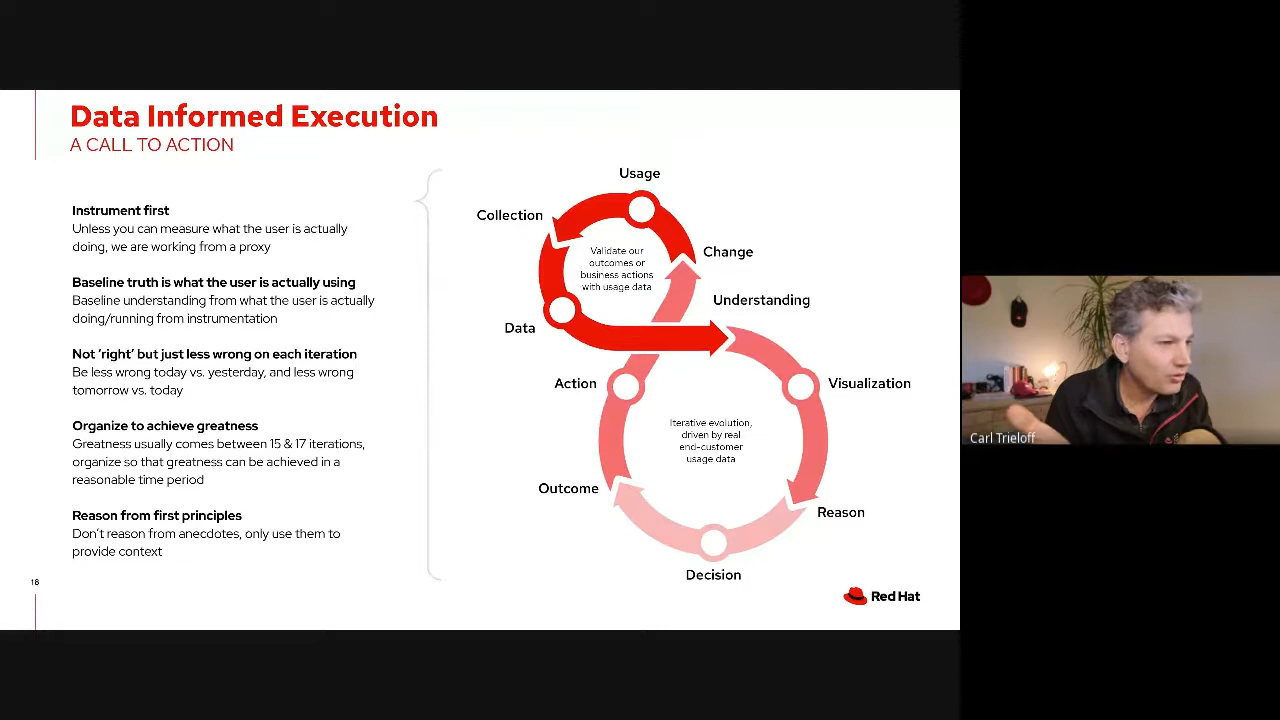 Data Informed Execution
A CALL TO ACTION
Instrument first
Unless you can measure what the user is actually
doing, we are working from a proxy
Baseline truth is what the user is actually using
Baseline understanding from what the user is actually
doing/running from instrumentation
Not ‘right’ but just less wrong on each iteration
Be less wrong today vs. yesterday, and less wrong
tomorrow vs. today
Organize to achieve greatness
Greatness usually comes between 15 & 17 iterations,
organize so that greatness can be achieved in a
reasonable time period
Reason from first principles
Don’t reason from anecdotes, only use them to
provide context
Usage
Collection
Change
Validate our
outcomes or
business actions
with usage data
Understanding
Data
Action
Visualization
Iterative evolution,
driven by real
end-customer
usage data
Outcome
Reason
Decision
18
Red Hat
Carl Trieloff